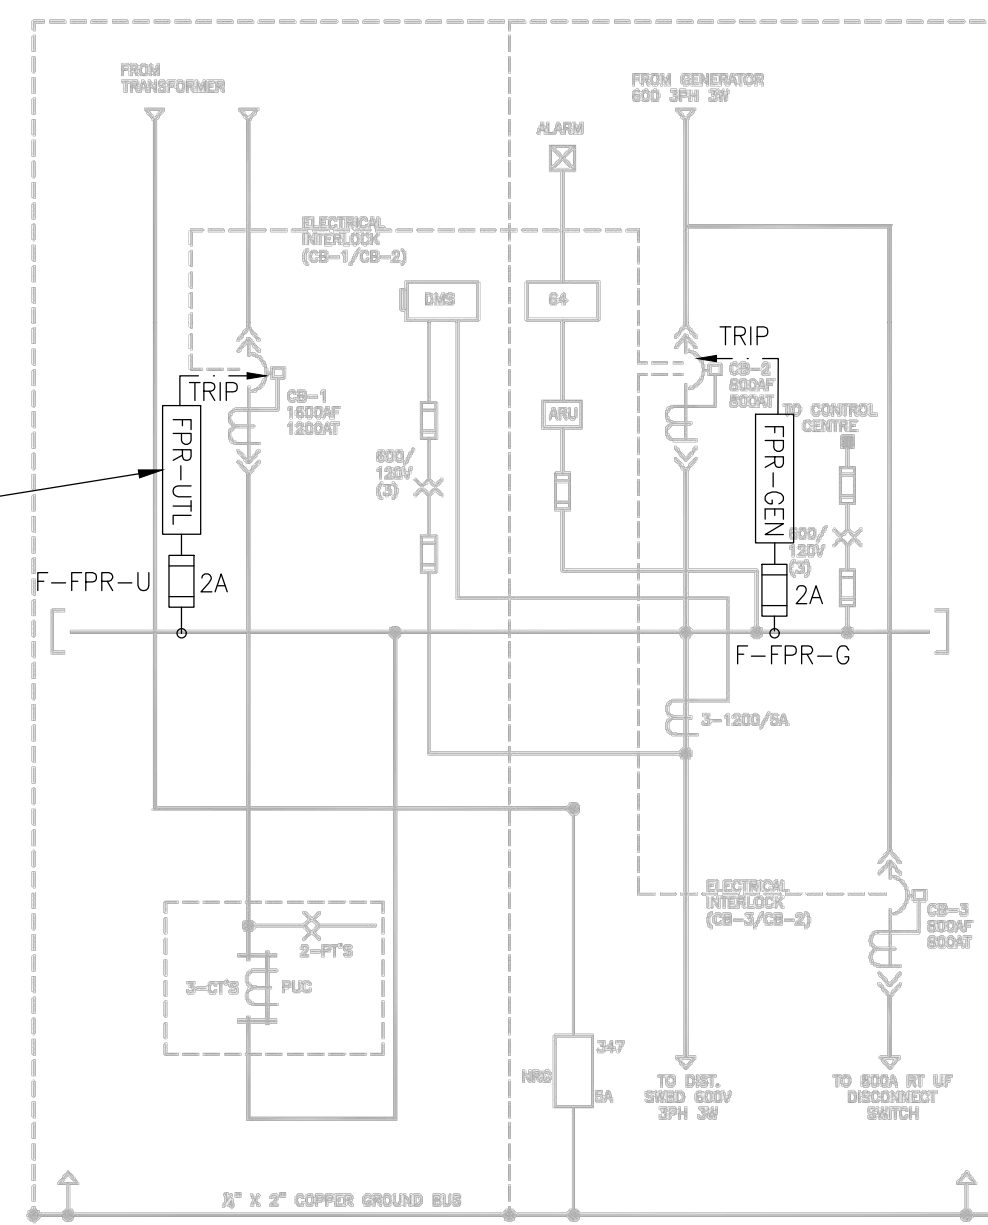 FROM
TRANSFORMER
FROM GENERATOR
600 3PH 3W
ALARM
ELECTRICAL
INTERLOCK
(CB-1/CB-2)
DMS
64
TRIP
TRIP
CB-1
1600AF
1200AT
CB-2
800AF
800AT
ARU
TO CONTROL
CENTRE
FPR-UTL
600/
120V
(3)
FPR-GEN
600/
120V
(3)
F-FPR-U
2A
2A
F-FPR-G
3-1200/5A
ELECTRICAL
INTERLOCK
(CB-3/CB-2)
CB-3
800AF
800AT
2-PT'S
3-CT'S
PUC
347
NRG
5A
TO DIST.
SWBD 600V
3PH 3W
TO 800A RT UF
DISCONNECT
SWITCH
¼" X 2" COPPER GROUND BUS